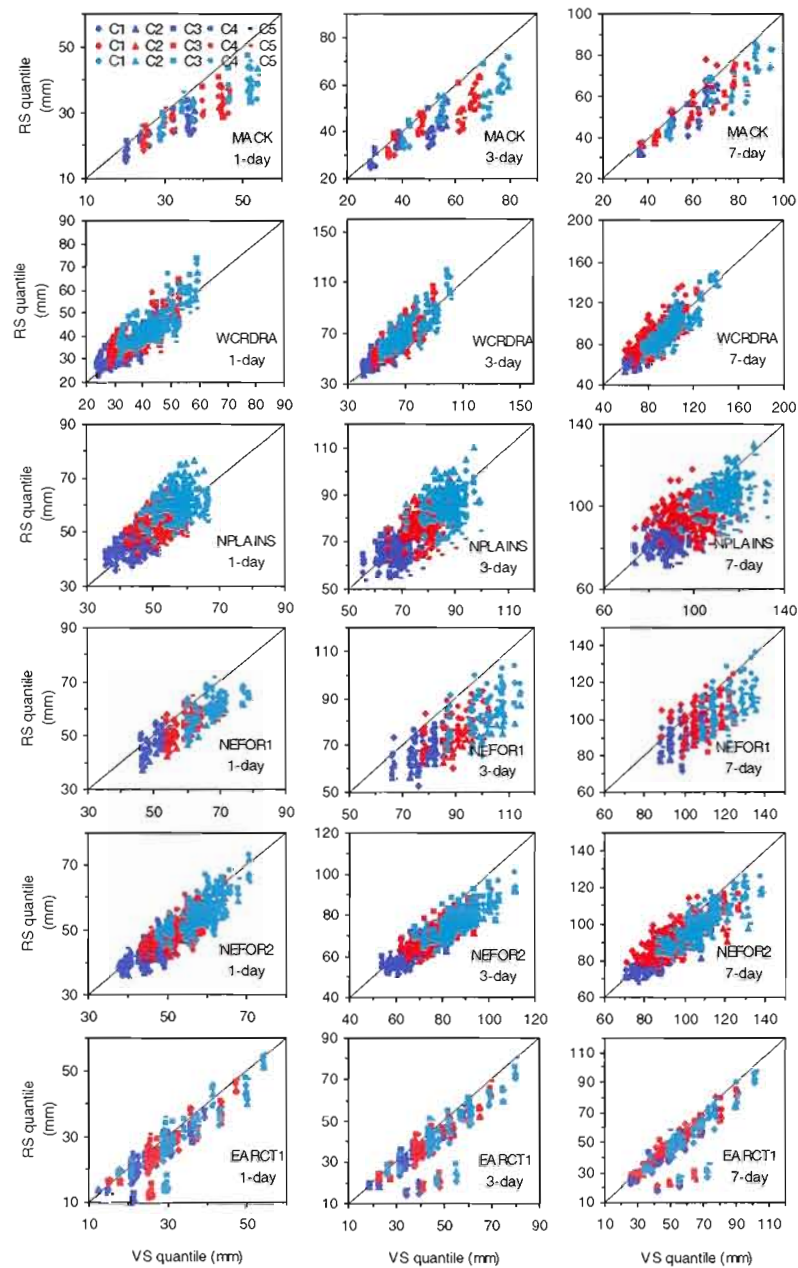 60
50
30
10
10 30 50
RS quantile
(mm)
C1 C2 C3 C4 C5
C1 C2 C3 C4 C5
C1 C2 C3 C4 C5
MACK
1-day
80
60
40
20
20 40 60 80
MACK
3-day
100
80
60
40
20
20 40 60 80 100
MACK
7-day
90
80
70
60
50
40
30
20
20 30 40 50 60 70 80 90
RS quantile
(mm)
WCRDRA
1-day
150
110
70
30
30 70 110 150
WCRDRA
3-day
200
160
120
80
40
40 80 120 160 200
WCRDRA
7-day
90
70
50
30
30 50 70 90
RS quantile
(mm)
NPLAINS
1-day
110
90
70
50
50 70 90 110
NPLAINS
3-day
140
100
60
60 100 140
NPLAINS
7-day
90
70
50
30
30 50 70 90
RS quantile
(mm)
NEFOR1
1-day
110
90
70
50
50 70 90 110
NEFOR1
3-day
140
120
100
80
60
60 80 100 120 140
NEFOR1
7-day
70
50
30
30 50 70
RS quantile
(mm)
NEFOR2
1-day
120
100
80
60
40
40 60 80 100 120
NEFOR2
3-day
140
120
100
80
60
60 80 100 120 140
NEFOR2
7-day
50
30
10
10 30 50
RS quantile
(mm)
EARCT1
1-day
90
70
50
30
10
10 30 50 70 90
EARCT1
3-day
110
90
70
50
30
10
10 30 50 70 90 110
EARCT1
7-day
VS quantile (mm) VS quantile (mm) VS quantile (mm)